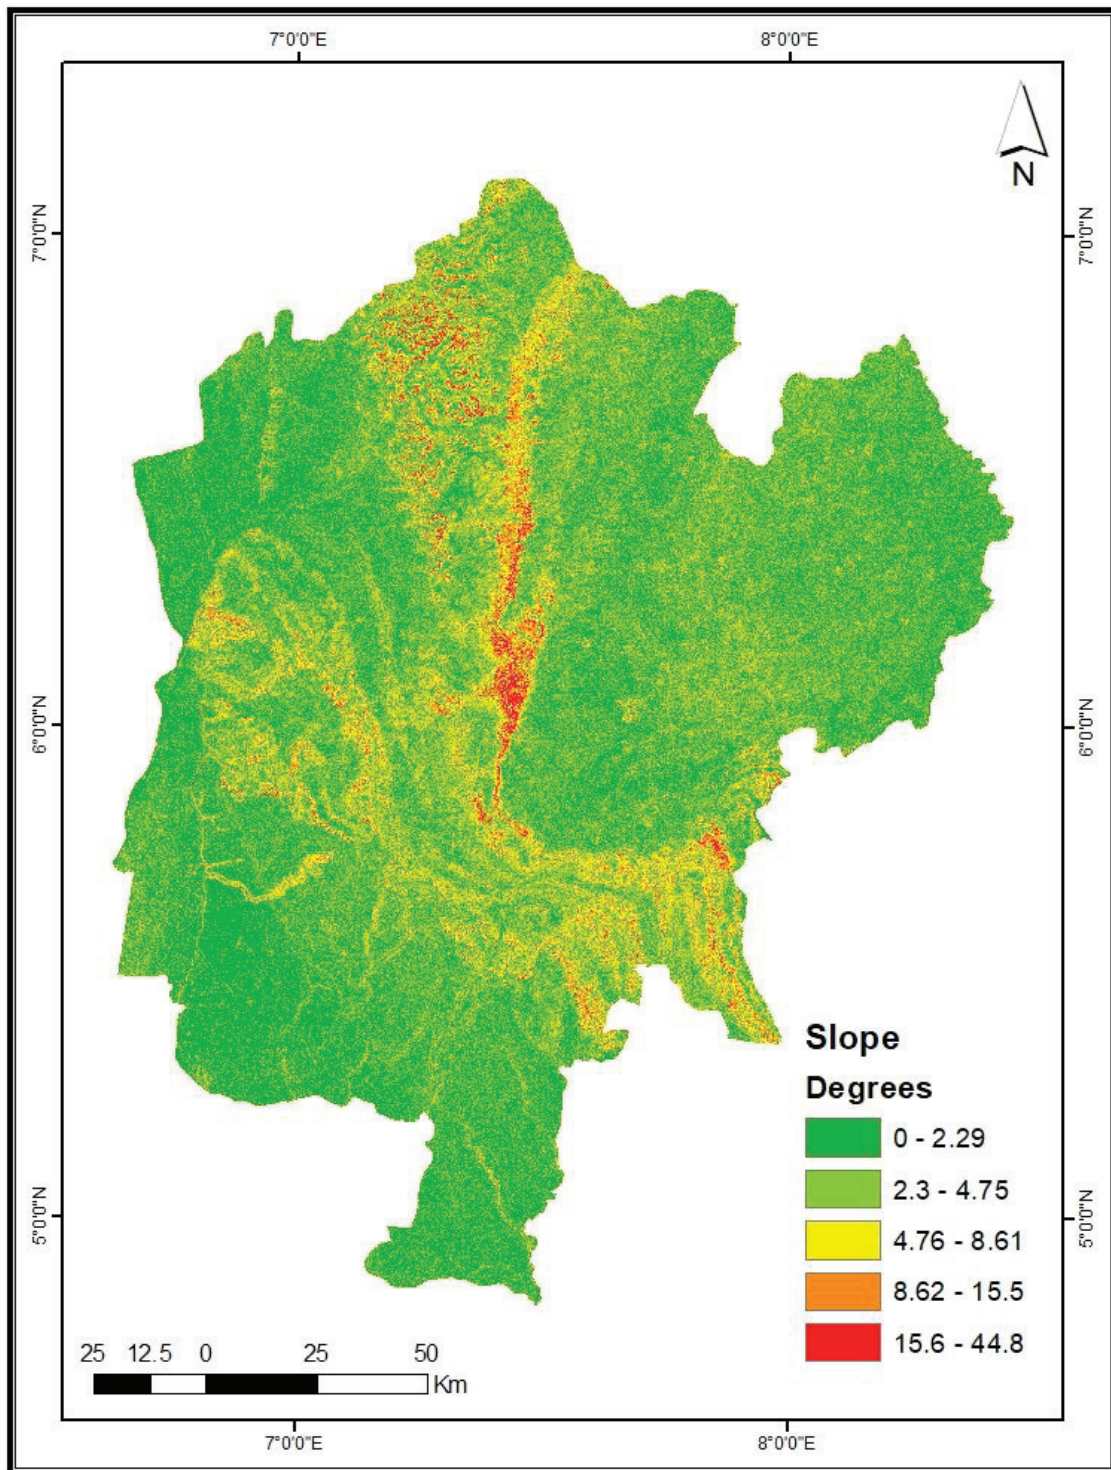 7°0'0"E 8°0'0"E
N
7°0'0"N 7°0'0"N
6°0'0"N 6°0'0"N
Slope
Degrees
0 - 2.29
2.3 - 4.75
5°0'0"N 5°0'0"N
4.76 - 8.61
8.62 - 15.5
15.6 - 44.8
25 12.5 0 25 50
Km
7°0'0"E 8°0'0"E